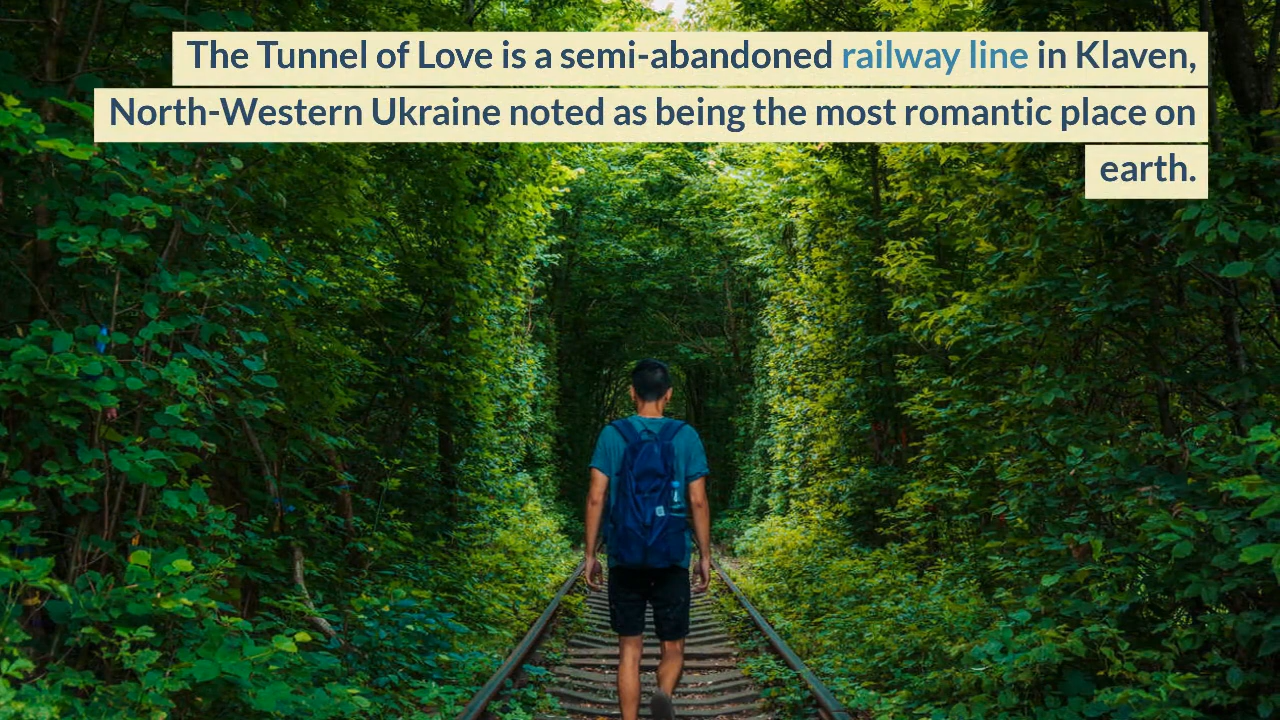 The Tunnel of Love is a semi-abandoned railway line in Klaven,
North-Western Ukraine noted as being the most romantic place on
earth.